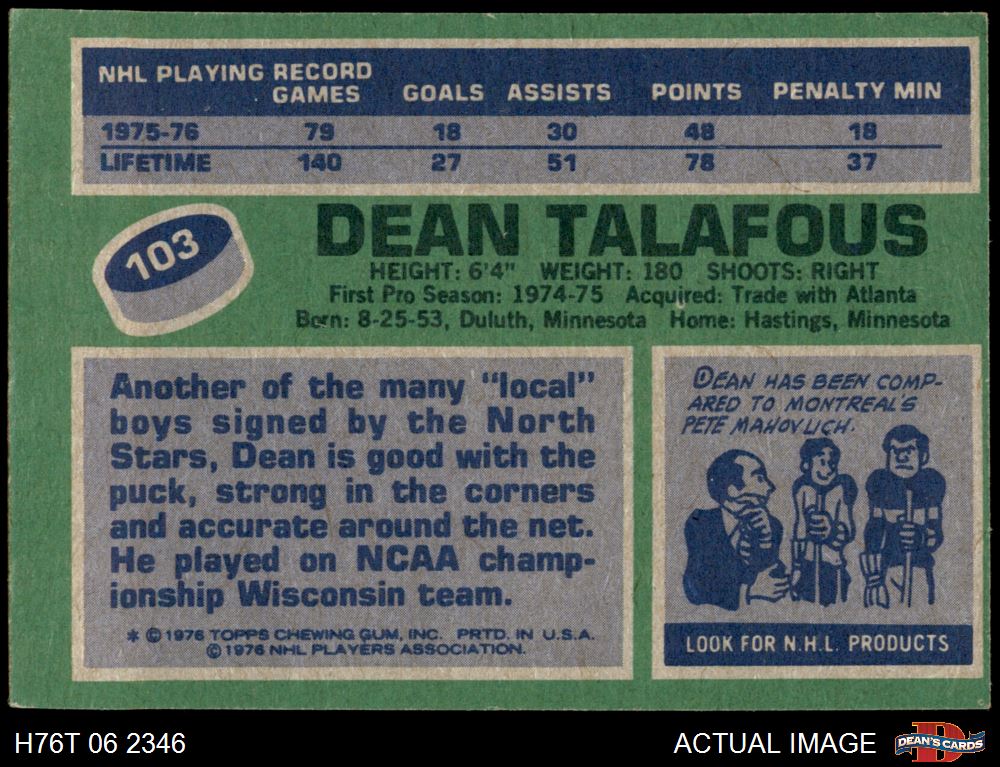 NHL PLAYING RECORD
GAMES GOALS ASSISTS POINTS PENALTY MIN
1975-76 79 18 30 48 18
LIFETIME 140 27 51 78 37
103
DEAN TALAFOUS
HEIGHT: 6'4" WEIGHT: 180 SHOOTS: RIGHT
First Pro Season: 1974-75 Acquired: Trade with Atlanta
Born: 8-25-53, Duluth, Minnesota Home: Hastings, Minnesota
Another of the many "local"
boys signed by the North
Stars, Dean is good with the
puck, strong in the corners
and accurate around the net.
He played on NCAA champ-
ionship Wisconsin team.
* © 1976 TOPPS CHEWING GUM, INC. PRTD. IN U.S.A.
© 1976 NHL PLAYERS ASSOCIATION.
DEAN HAS BEEN COMP-
ARED TO MONTREAL'S
PETE MAHOVLICH.
LOOK FOR N.H.L. PRODUCTS
H76T 06 2346
ACTUAL IMAGE
D
DEAN'S CARDS